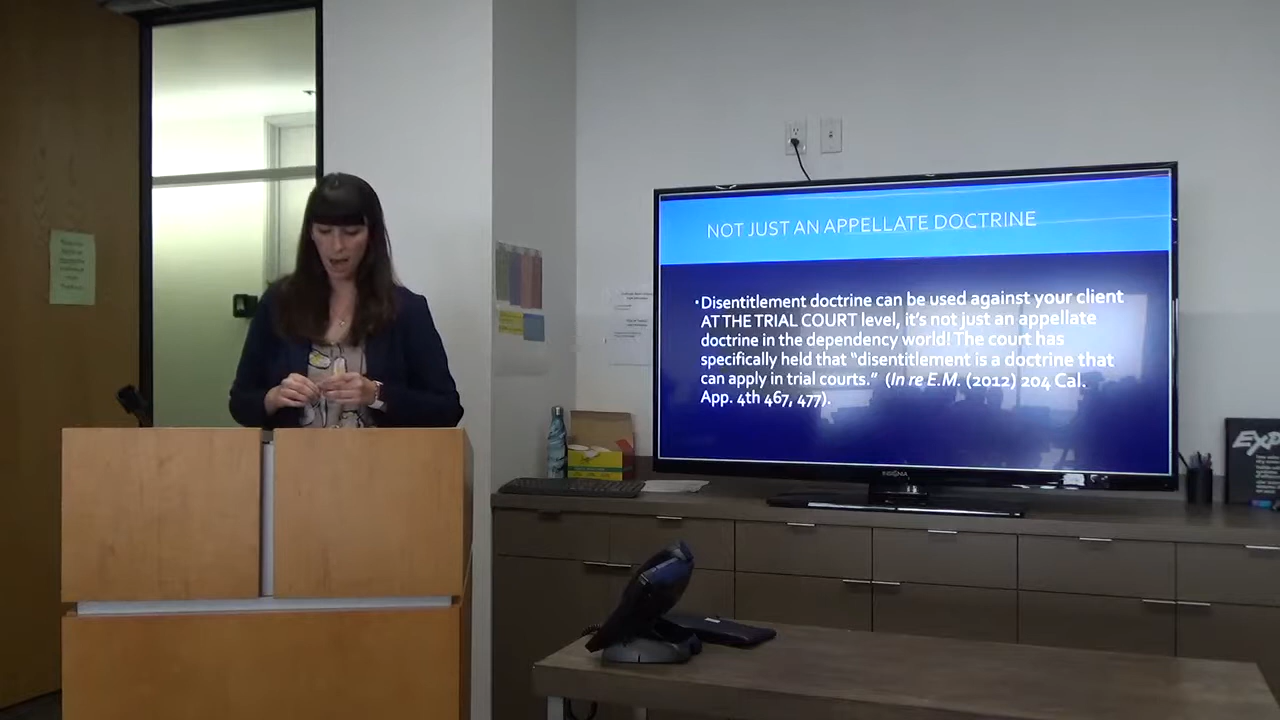 NOT JUST AN APPELLATE DOCTRINE
• Disentitlement doctrine can be used against your client
AT THE TRIAL COURT level, it's not just an appellate
doctrine in the dependency world! The court has
specifically held that "disentitlement is a doctrine that
can apply in trial courts." (In re E.M. (2012) 204 Cal.
App. 4th 467, 477).
INSIGNIA